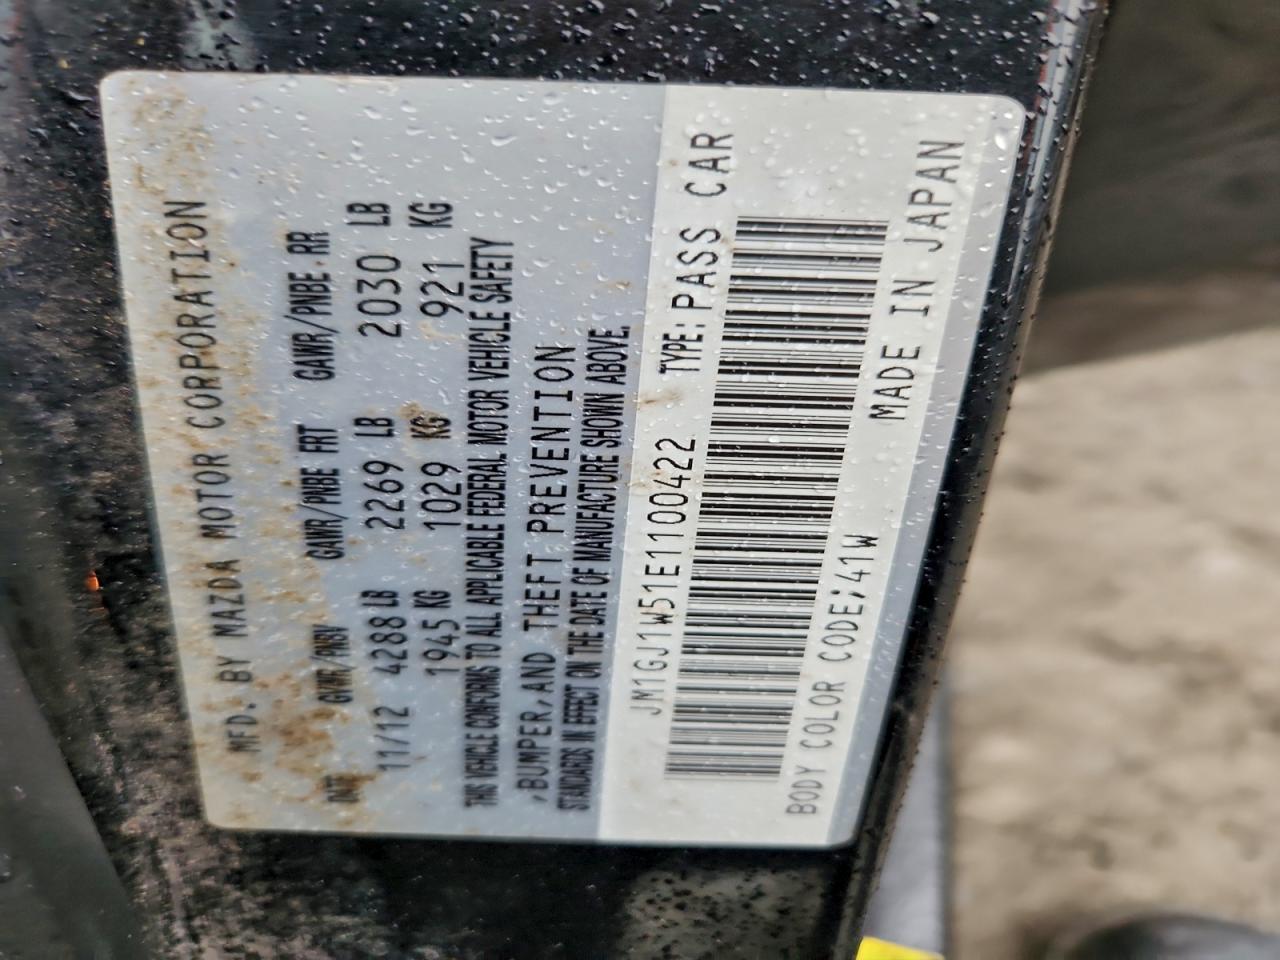 MFD. BY MAZDA MOTOR CORPORATION
DAT GVWR/PNBV GAWR/PNBE FRT GAWR/PNBE RR
11/12 4288 LB 2269 LB 2030 LB
1945 KG 1029 KG 921 KG
THIS VEHICLE CONFORMS TO ALL APPLICABLE FEDERAL MOTOR VEHICLE SAFETY
,BUMPER,AND THEFT PREVENTION
STANDARDS IN EFFECT ON THE DATE OF MANUFACTURE SHOWN ABOVE.
JM1GJ1W51E1100422 TYPE: PASS CAR
BODY COLOR CODE;41W MADE IN JAPAN